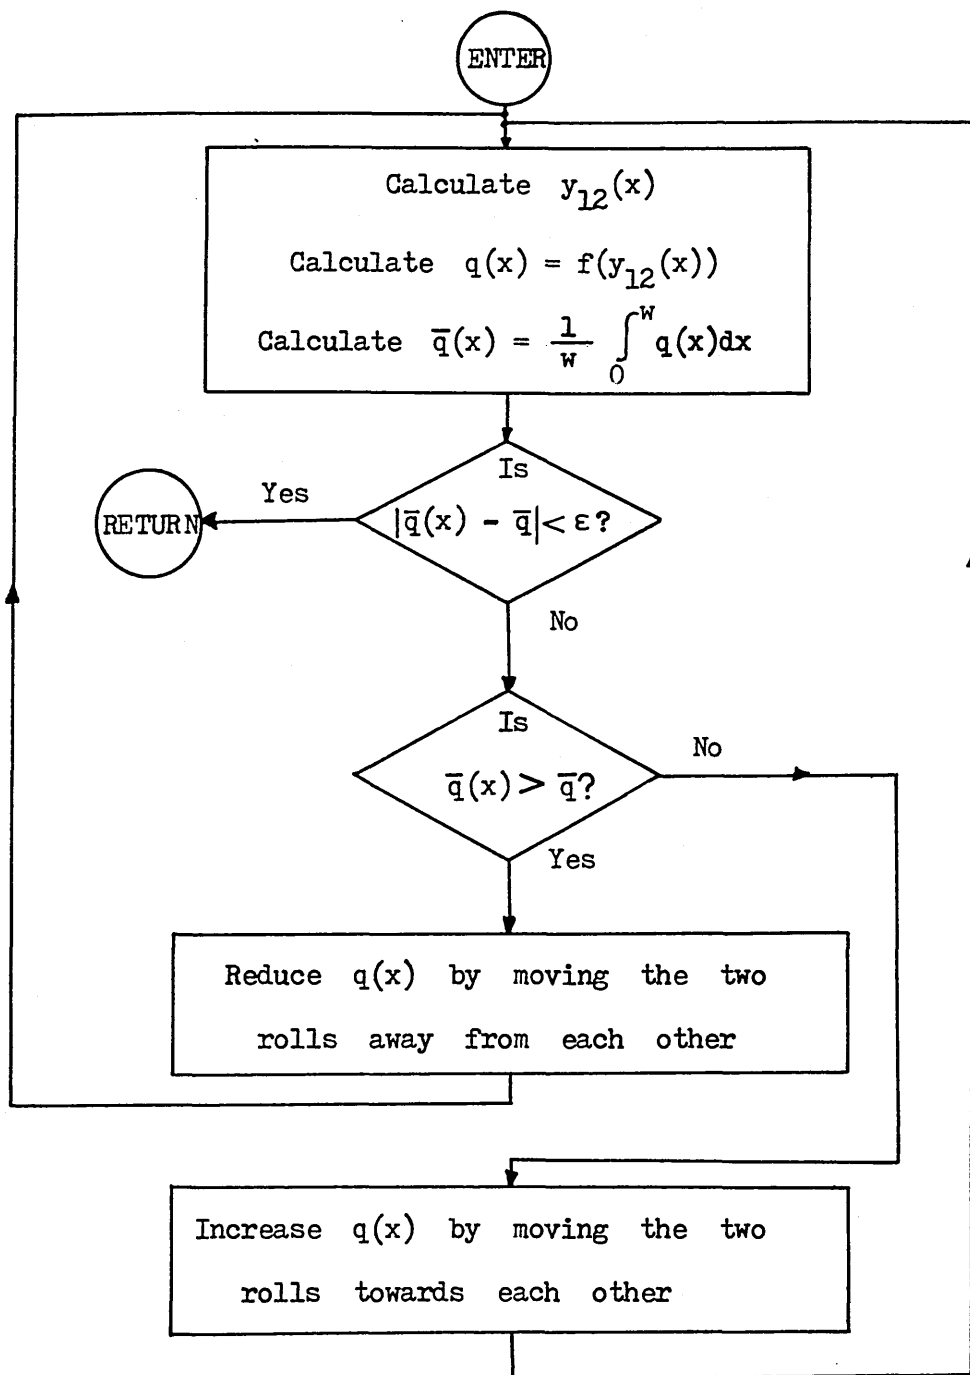 ENTER
Calculate y₁₂(x)
Calculate q(x) = f(y₁₂(x))
Calculate q̅(x) = 1/w ∫₀ʷ q(x)dx
Is
|q̅(x) - q̅| < ε?
Yes
RETURN
No
Is
q̅(x) > q̅?
No
Yes
Reduce q(x) by moving the two
rolls away from each other
Increase q(x) by moving the two
rolls towards each other